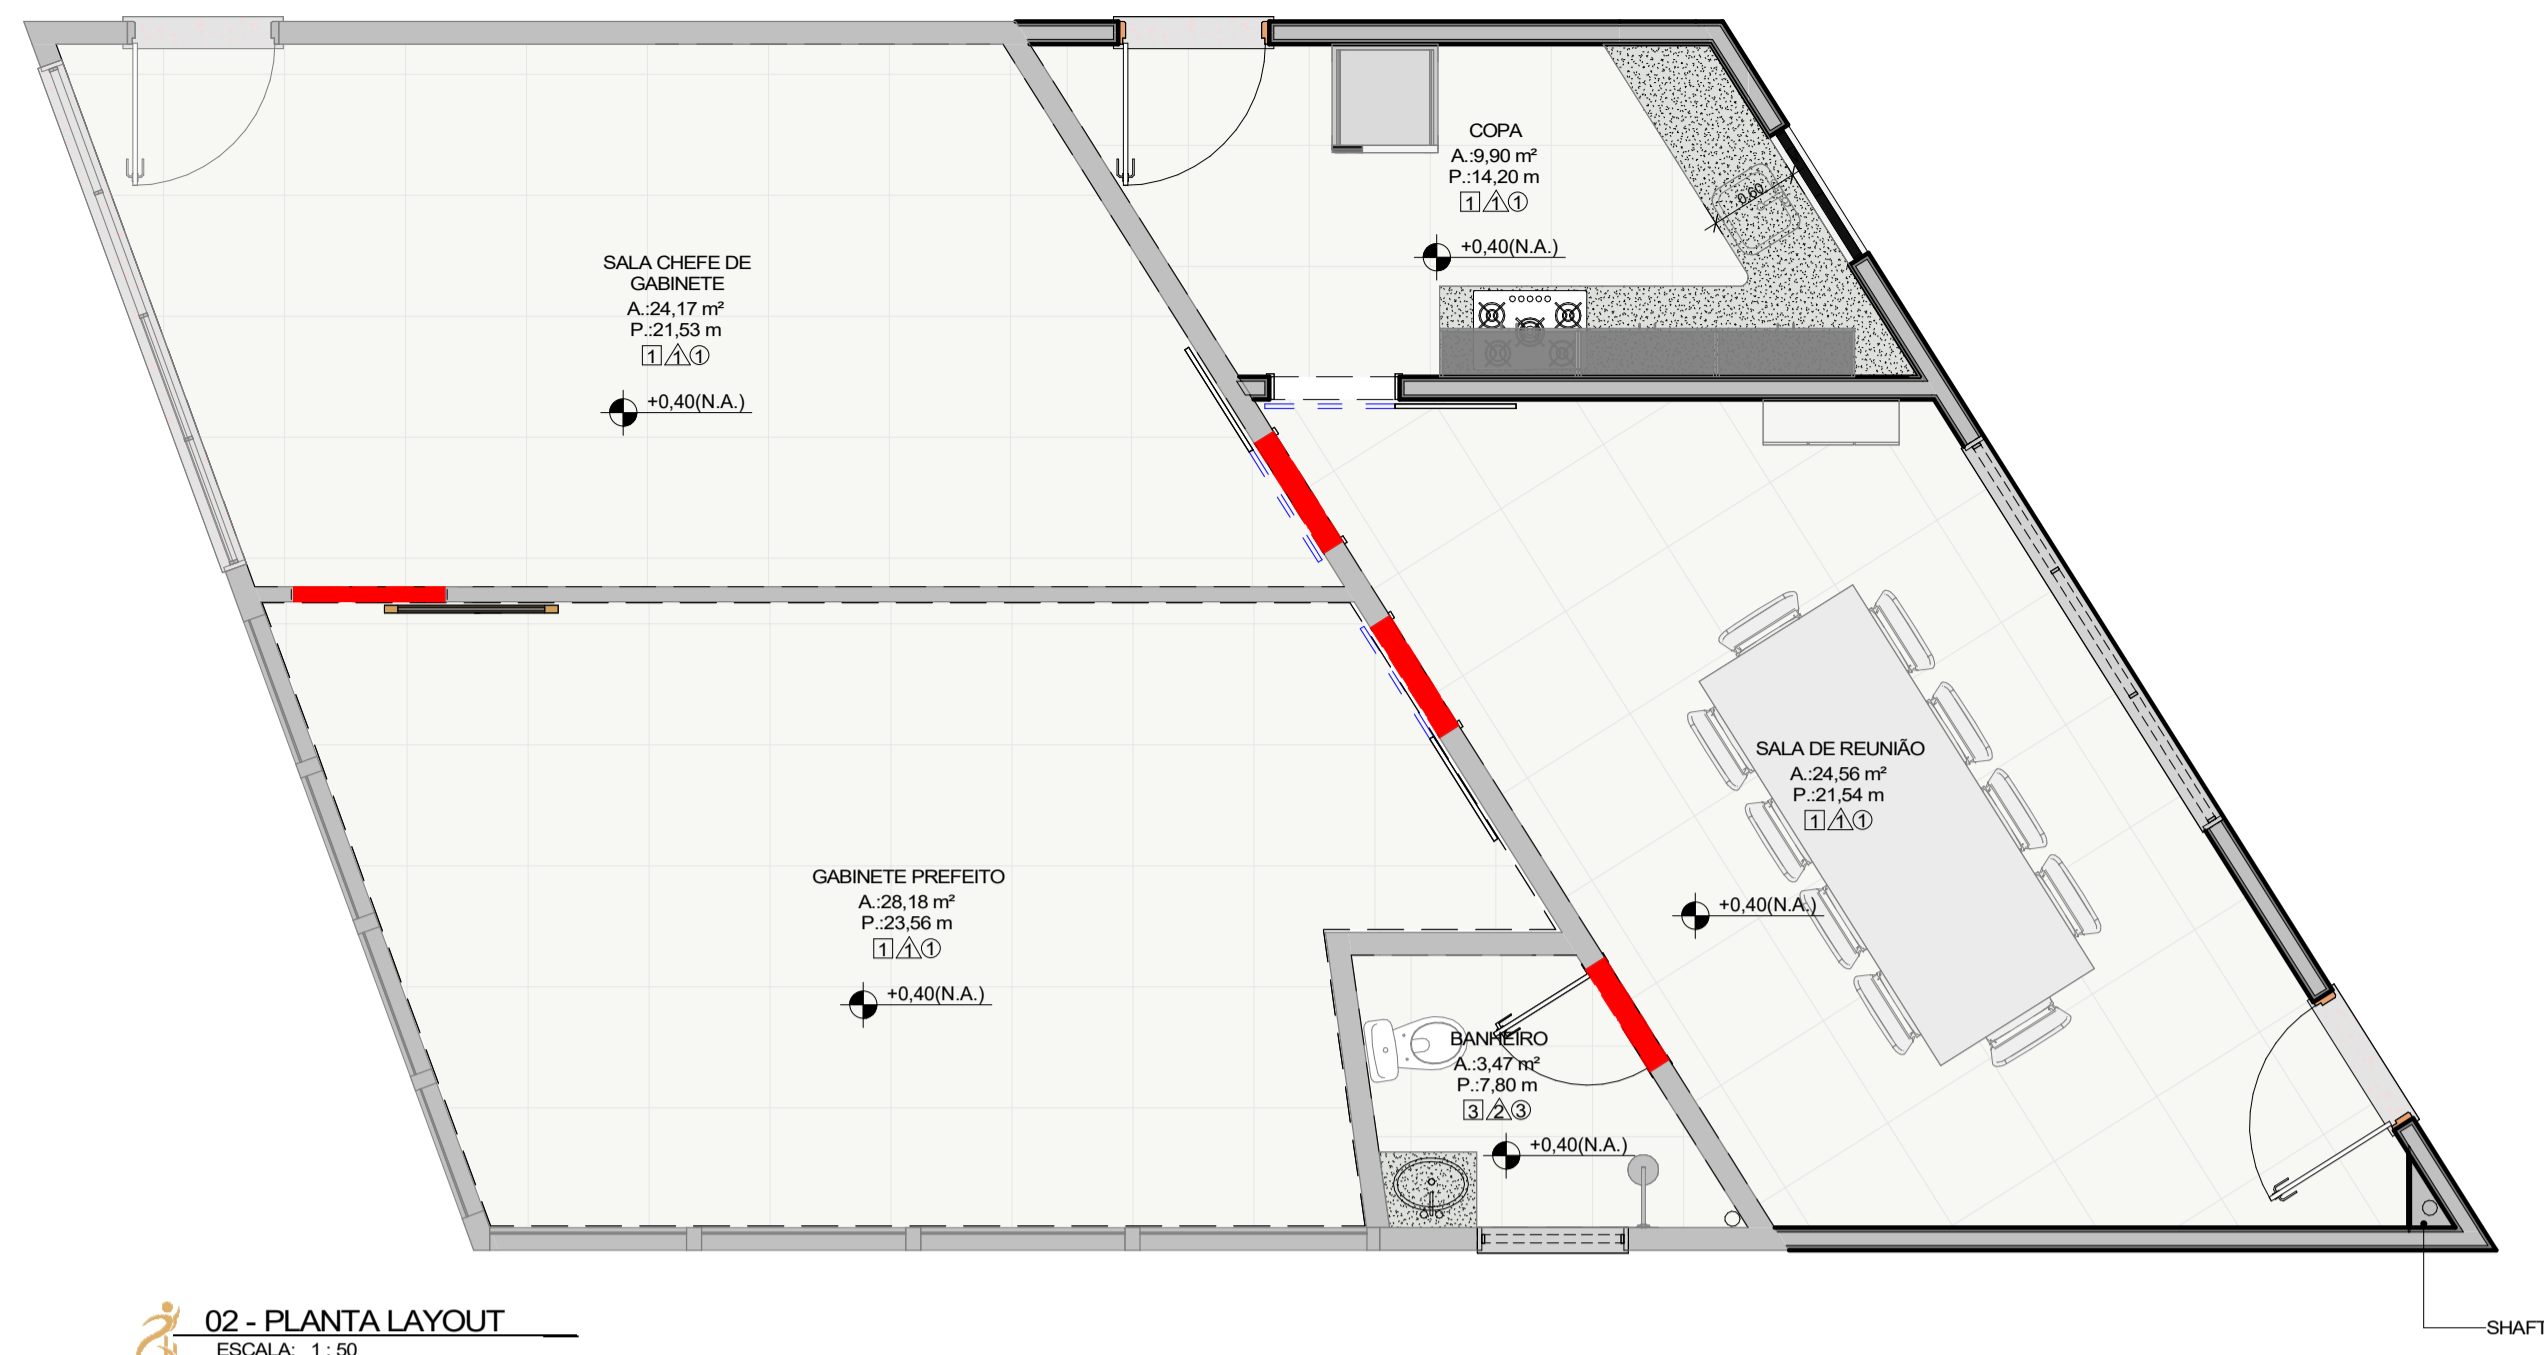 COPA
A.:9,90 m²
P.:14,20 m
1 1 1
0,60
+0,40(N.A.)
SALA CHEFE DE
GABINETE
A.:24,17 m²
P.:21,53 m
1 1 1
+0,40(N.A.)
SALA DE REUNIÃO
A.:24,56 m²
P.:21,54 m
1 1 1
+0,40(N.A.)
GABINETE PREFEITO
A.:28,18 m²
P.:23,56 m
1 1 1
+0,40(N.A.)
BANHEIRO
A.:3,47 m²
P.:7,80 m
3 2 3
+0,40(N.A.)
SHAFT
02 - PLANTA LAYOUT
ESCALA: 1 : 50